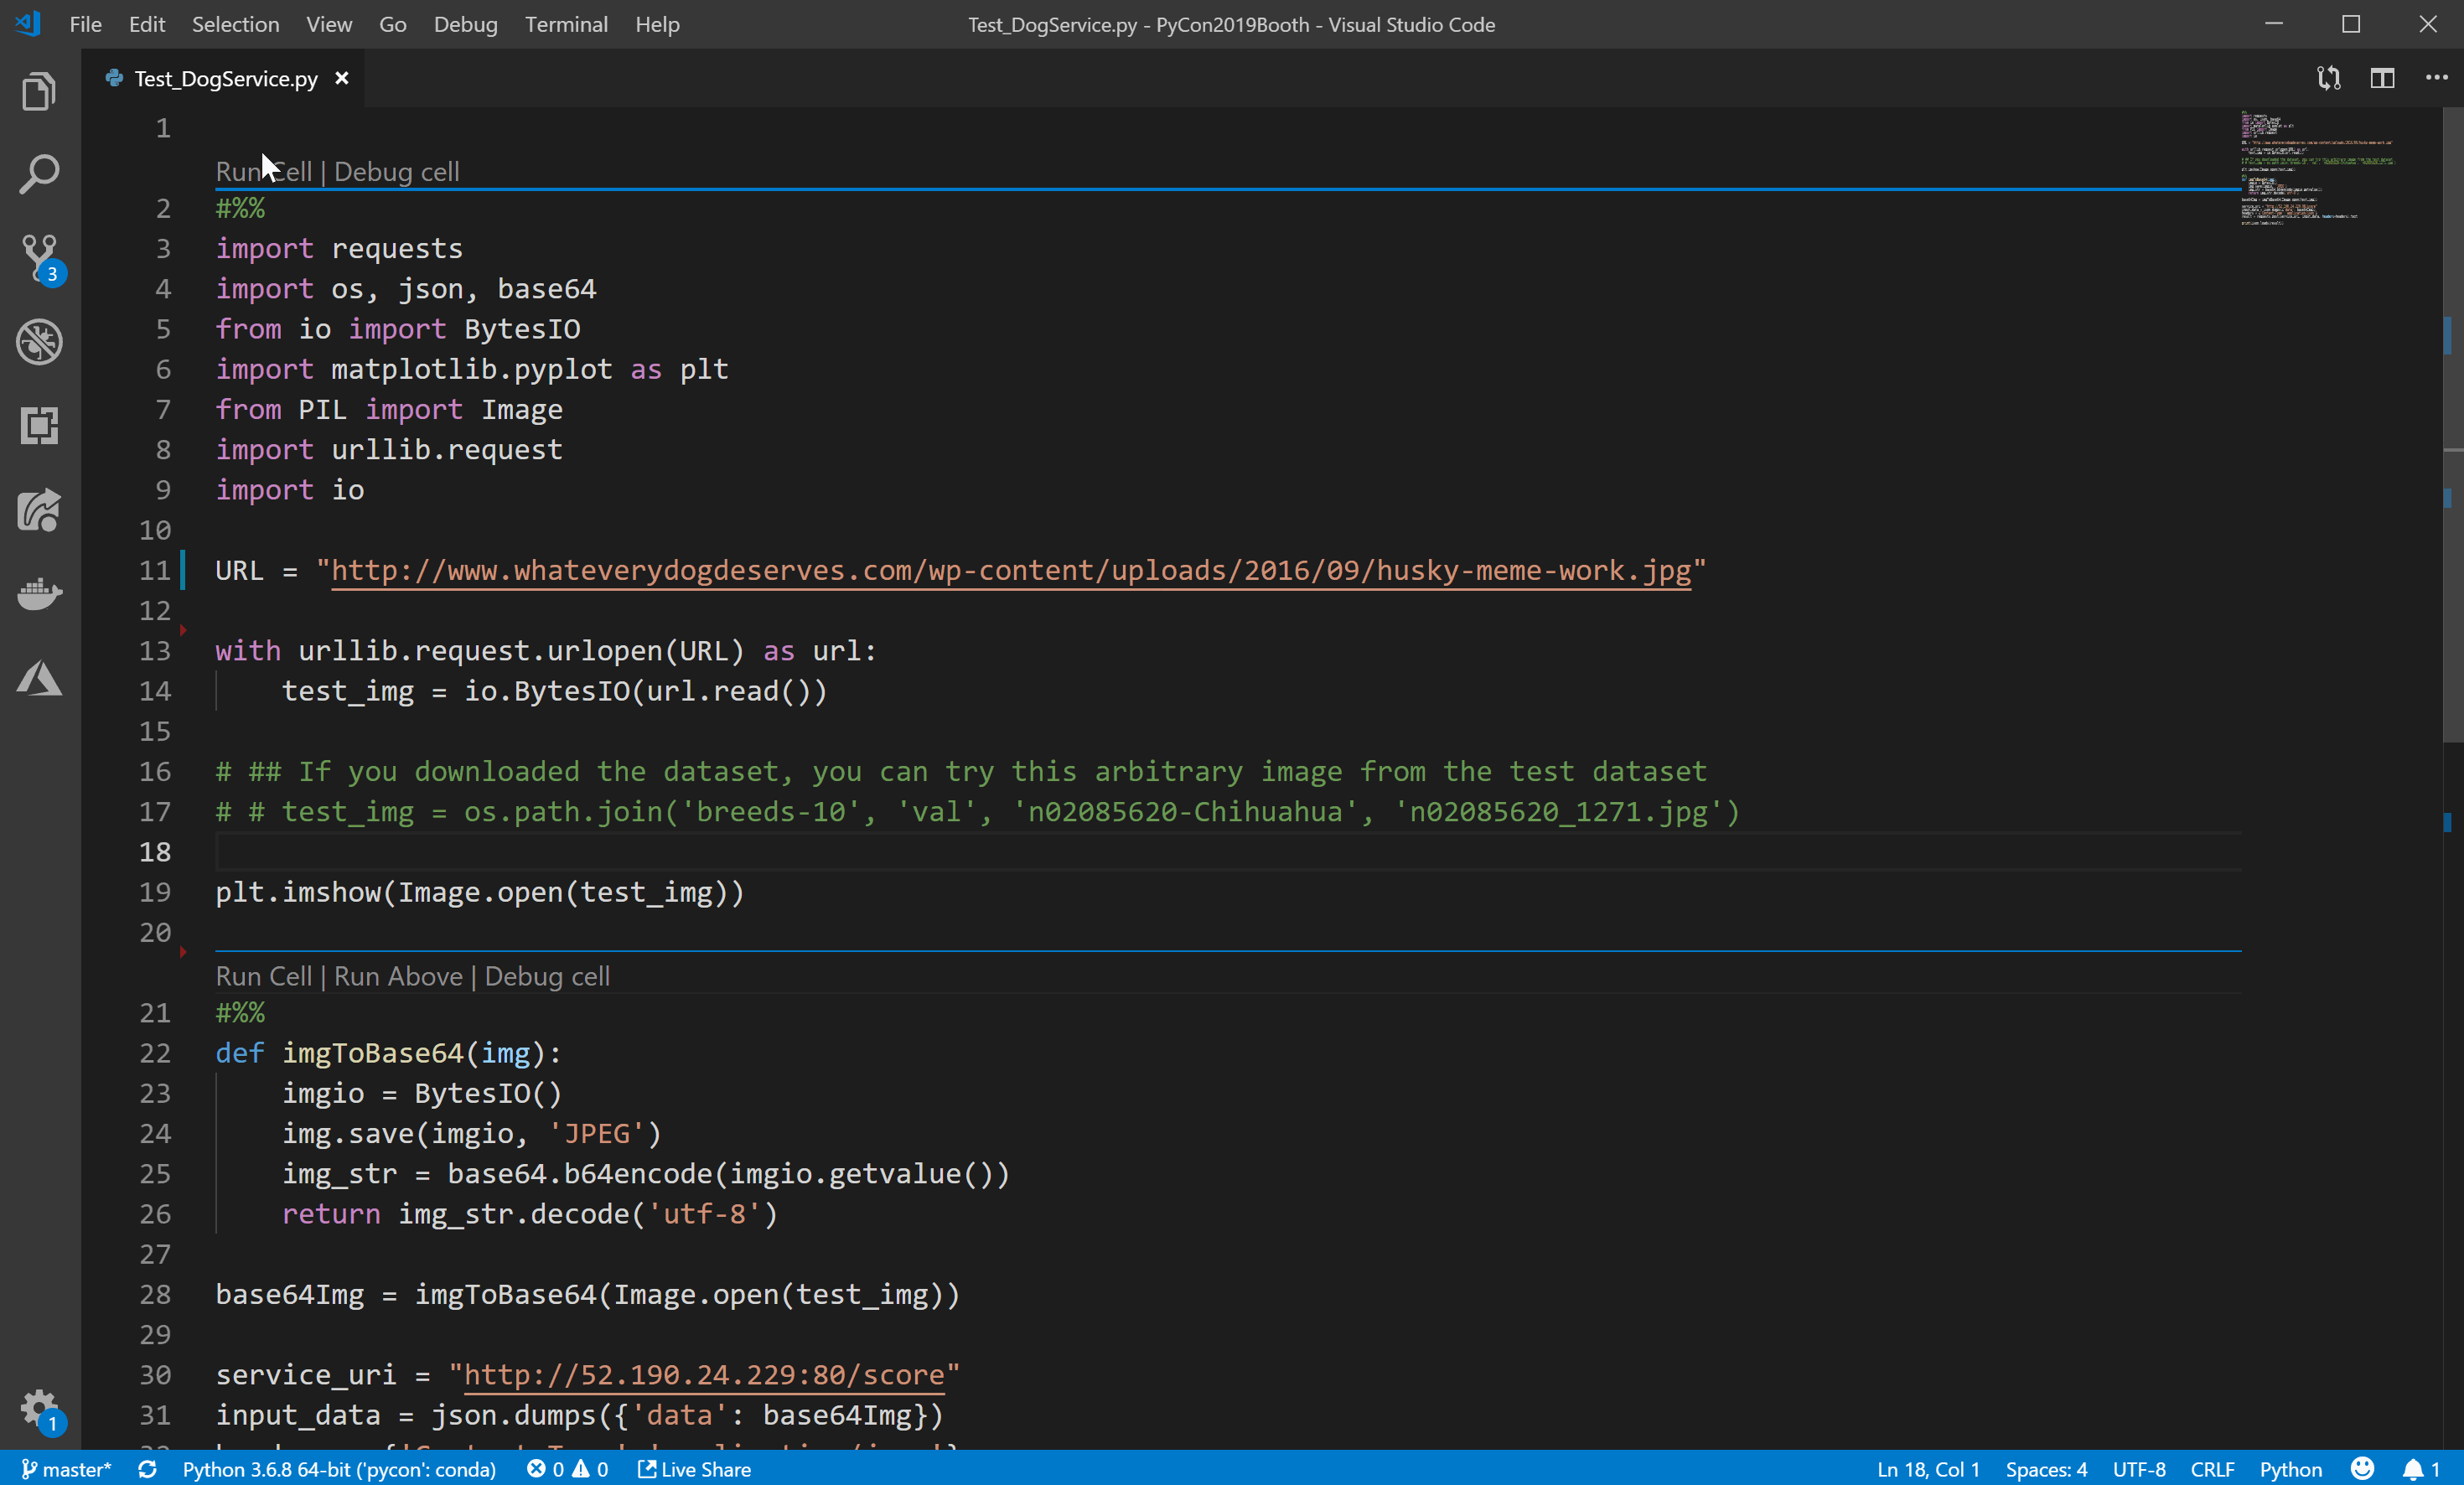 File Edit Selection View Go Debug Terminal Help
Test_DogService.py - PyCon2019Booth - Visual Studio Code
Test_DogService.py
1
Run Cell | Debug cell
2 #%%
3 import requests
4 import os, json, base64
5 from io import BytesIO
6 import matplotlib.pyplot as plt
7 from PIL import Image
8 import urllib.request
9 import io
10
11 URL = "http://www.whateverydogdeserves.com/wp-content/uploads/2016/09/husky-meme-work.jpg"
12
13 with urllib.request.urlopen(URL) as url:
14     test_img = io.BytesIO(url.read())
15
16 # ## If you downloaded the dataset, you can try this arbitrary image from the test dataset
17 # # test_img = os.path.join('breeds-10', 'val', 'n02085620-Chihuahua', 'n02085620_1271.jpg')
18
19 plt.imshow(Image.open(test_img))
20
Run Cell | Run Above | Debug cell
21 #%%
22 def imgToBase64(img):
23     imgio = BytesIO()
24     img.save(imgio, 'JPEG')
25     img_str = base64.b64encode(imgio.getvalue())
26     return img_str.decode('utf-8')
27
28 base64Img = imgToBase64(Image.open(test_img))
29
30 service_uri = "http://52.190.24.229:80/score"
31 input_data = json.dumps({'data': base64Img})
3
1
master* Python 3.6.8 64-bit ('pycon': conda) 0 0 Live Share Ln 18, Col 1 Spaces: 4 UTF-8 CRLF Python 1